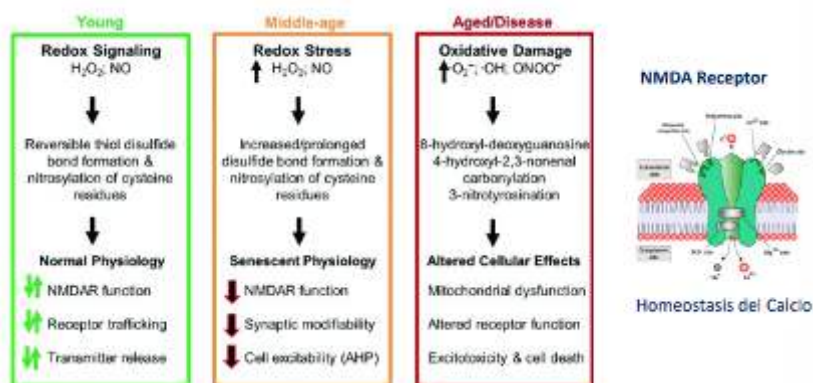 Young
Redox Signaling
H₂O₂; NO
Reversible thiol disulfide
bond formation &
nitrosylation of cysteine
residues
Normal Physiology
NMDAR function
Receptor trafficking
Transmitter release
Middle-age
Redox Stress
H₂O₂; NO
Increased/prolonged
disulfide bond formation &
nitrosylation of cysteine
residues
Senescent Physiology
NMDAR function
Synaptic modifiability
Cell excitability (AHP)
Aged/Disease
Oxidative Damage
·O₂⁻; ·OH; ONOO⁻
8-hydroxyl-deoxyguanosine
4-hydroxyl-2,3-nonenal
carbonylation
3-nitrotyrosination
Altered Cellular Effects
Mitochondrial dysfunction
Altered receptor function
Excitotoxicity & cell death
NMDA Receptor
Homeostasis del Calcio